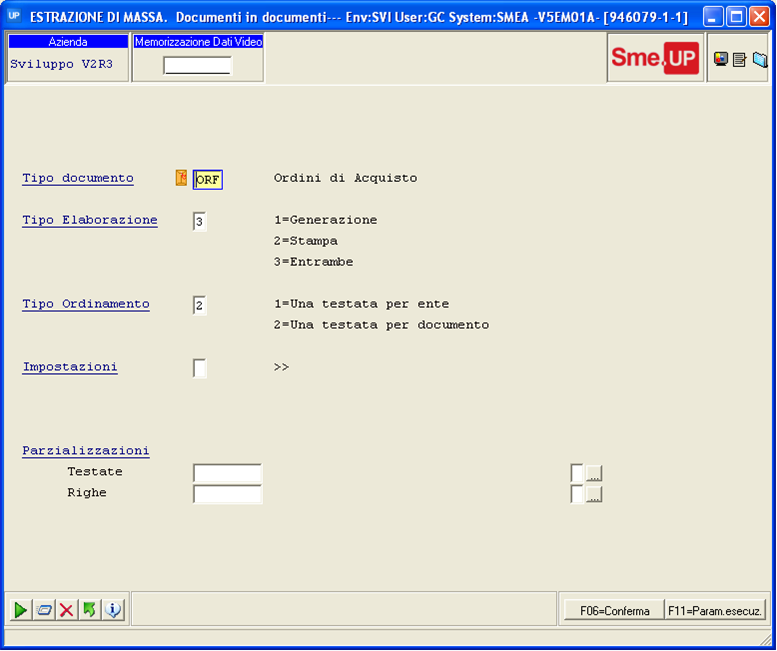 UP ESTRAZIONE DI MASSA. Documenti in documenti--- Env:SVI User:GC System:SMEA -V5EM01A- [946079-1-1]
Azienda
Memorizzazione Dati Video
Sviluppo V2R3
Sme.UP
Tipo documento ORF Ordini di Acquisto
Tipo Elaborazione 3 1=Generazione
2=Stampa
3=Entrambe
Tipo Ordinamento 2 1=Una testata per ente
2=Una testata per documento
Impostazioni >>
Parzializzazioni
Testate ...
Righe ...
F06=Conferma F11=Param.esecuz.